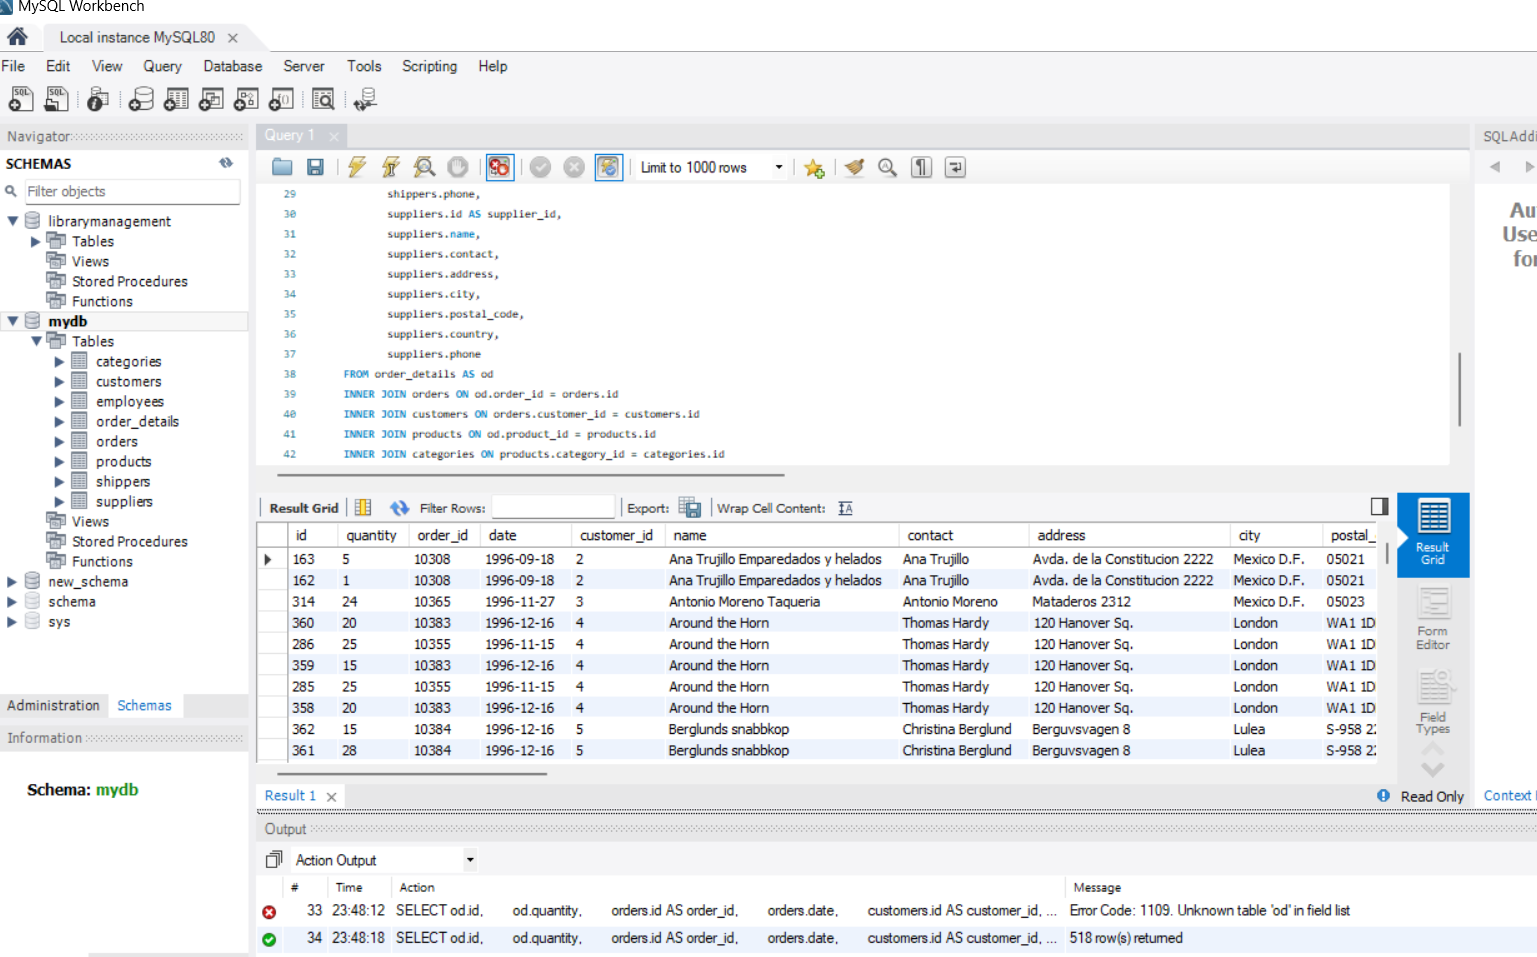 MySQL Workbench
Local instance MySQL80
File Edit View Query Database Server Tools Scripting Help
Navigator
Query 1
SQLAddi
SCHEMAS
Limit to 1000 rows
Filter objects
librarymanagement
Tables
Views
Stored Procedures
Functions
mydb
Tables
categories
customers
employees
order_details
orders
products
shippers
suppliers
Views
Stored Procedures
Functions
new_schema
schema
sys
Administration Schemas
Information
Schema: mydb
29 shippers.phone,
30 suppliers.id AS supplier_id,
31 suppliers.name,
32 suppliers.contact,
33 suppliers.address,
34 suppliers.city,
35 suppliers.postal_code,
36 suppliers.country,
37 suppliers.phone
38 FROM order_details AS od
39 INNER JOIN orders ON od.order_id = orders.id
40 INNER JOIN customers ON orders.customer_id = customers.id
41 INNER JOIN products ON od.product_id = products.id
42 INNER JOIN categories ON products.category_id = categories.id
Au
Use
for
Result Grid Filter Rows: Export: Wrap Cell Content:
id quantity order_id date customer_id name contact address city postal_
163 5 10308 1996-09-18 2 Ana Trujillo Emparedados y helados Ana Trujillo Avda. de la Constitucion 2222 Mexico D.F. 05021
162 1 10308 1996-09-18 2 Ana Trujillo Emparedados y helados Ana Trujillo Avda. de la Constitucion 2222 Mexico D.F. 05021
314 24 10365 1996-11-27 3 Antonio Moreno Taqueria Antonio Moreno Mataderos 2312 Mexico D.F. 05023
360 20 10383 1996-12-16 4 Around the Horn Thomas Hardy 120 Hanover Sq. London WA1 1D
286 25 10355 1996-11-15 4 Around the Horn Thomas Hardy 120 Hanover Sq. London WA1 1D
359 15 10383 1996-12-16 4 Around the Horn Thomas Hardy 120 Hanover Sq. London WA1 1D
285 25 10355 1996-11-15 4 Around the Horn Thomas Hardy 120 Hanover Sq. London WA1 1D
358 20 10383 1996-12-16 4 Around the Horn Thomas Hardy 120 Hanover Sq. London WA1 1D
362 15 10384 1996-12-16 5 Berglunds snabbkop Christina Berglund Berguvsvagen 8 Lulea S-958 22
361 28 10384 1996-12-16 5 Berglunds snabbkop Christina Berglund Berguvsvagen 8 Lulea S-958 22
Result
Grid
Form
Editor
Field
Types
Result 1
Read Only
Context
Output
Action Output
# Time Action Message
33 23:48:12 SELECT od.id, od.quantity, orders.id AS order_id, orders.date, customers.id AS customer_id, ... Error Code: 1109. Unknown table 'od' in field list
34 23:48:18 SELECT od.id, od.quantity, orders.id AS order_id, orders.date, customers.id AS customer_id, ... 518 row(s) returned